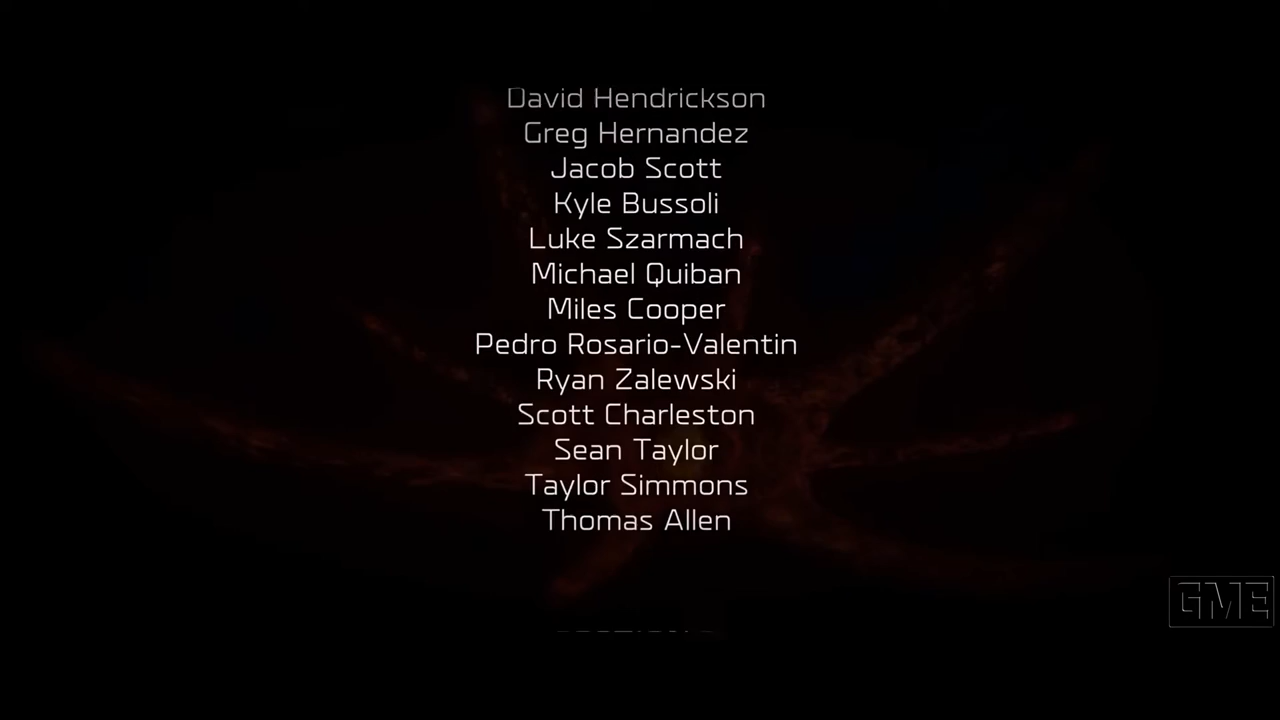 David Hendrickson
Greg Hernandez
Jacob Scott
Kyle Bussoli
Luke Szarmach
Michael Quiban
Miles Cooper
Pedro Rosario-Valentin
Ryan Zalewski
Scott Charleston
Sean Taylor
Taylor Simmons
Thomas Allen
GME